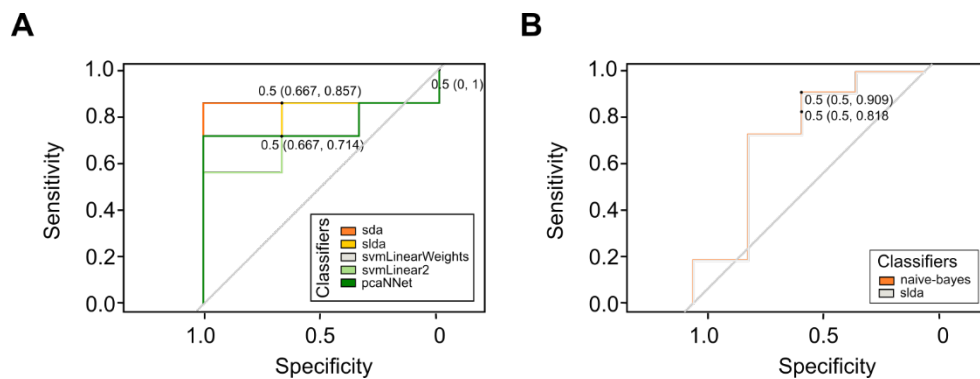 A
Sensitivity
1.0
0.8
0.6
0.4
0.2
0.0
0.5 (667, 0.857)
0.5 (0, 1)
0.5 (0.667, 0.714)
Classifiers
sda
slda
svmLinearWeights
svmLinear2
pcaNNet
1.0
0.5
0
Specificity
B
Sensitivity
1.0
0.8
0.6
0.4
0.2
0.0
0.5 (0.5, 0.909)
0.5 (0.5, 0.818
Classifiers
naive-bayes
slda
1.0
0.5
0
Specificity